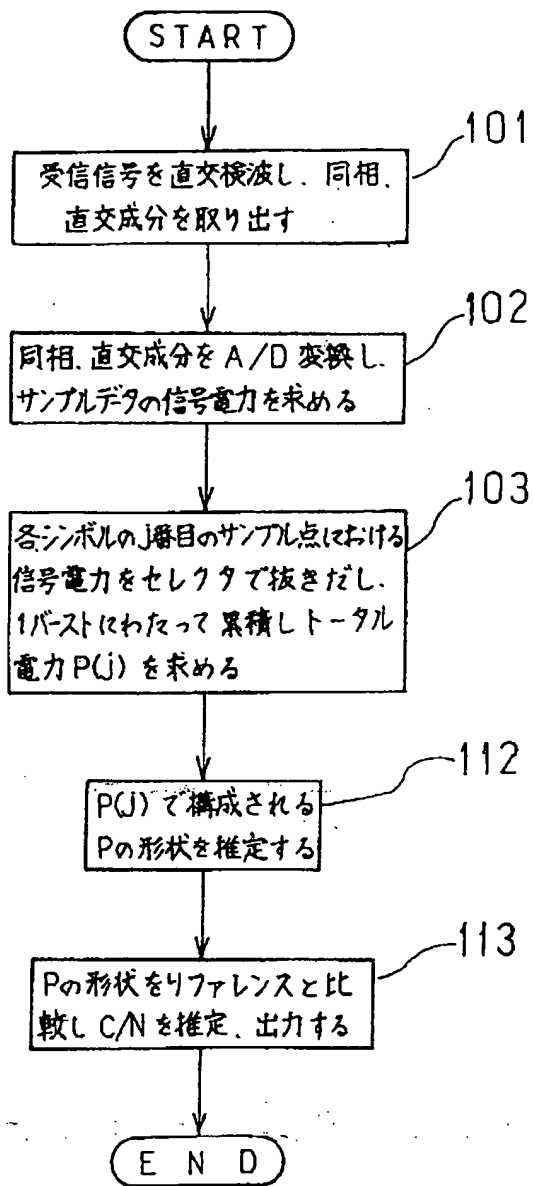 START
101
受信信号を直交検波し、同相、
直交成分を取り出す
102
同相、直交成分をA/D変換し、
サンプルデータの信号電力を求める
103
各シンボルのj番目のサンプル点における
信号電力をセレクタで抜きだし、
1バーストにわたって累積しトータル
電力P(j)を求める
112
P(j)で構成される
Pの形状を推定する
113
Pの形状をリファレンスと比
較しC/Nを推定、出力する
END